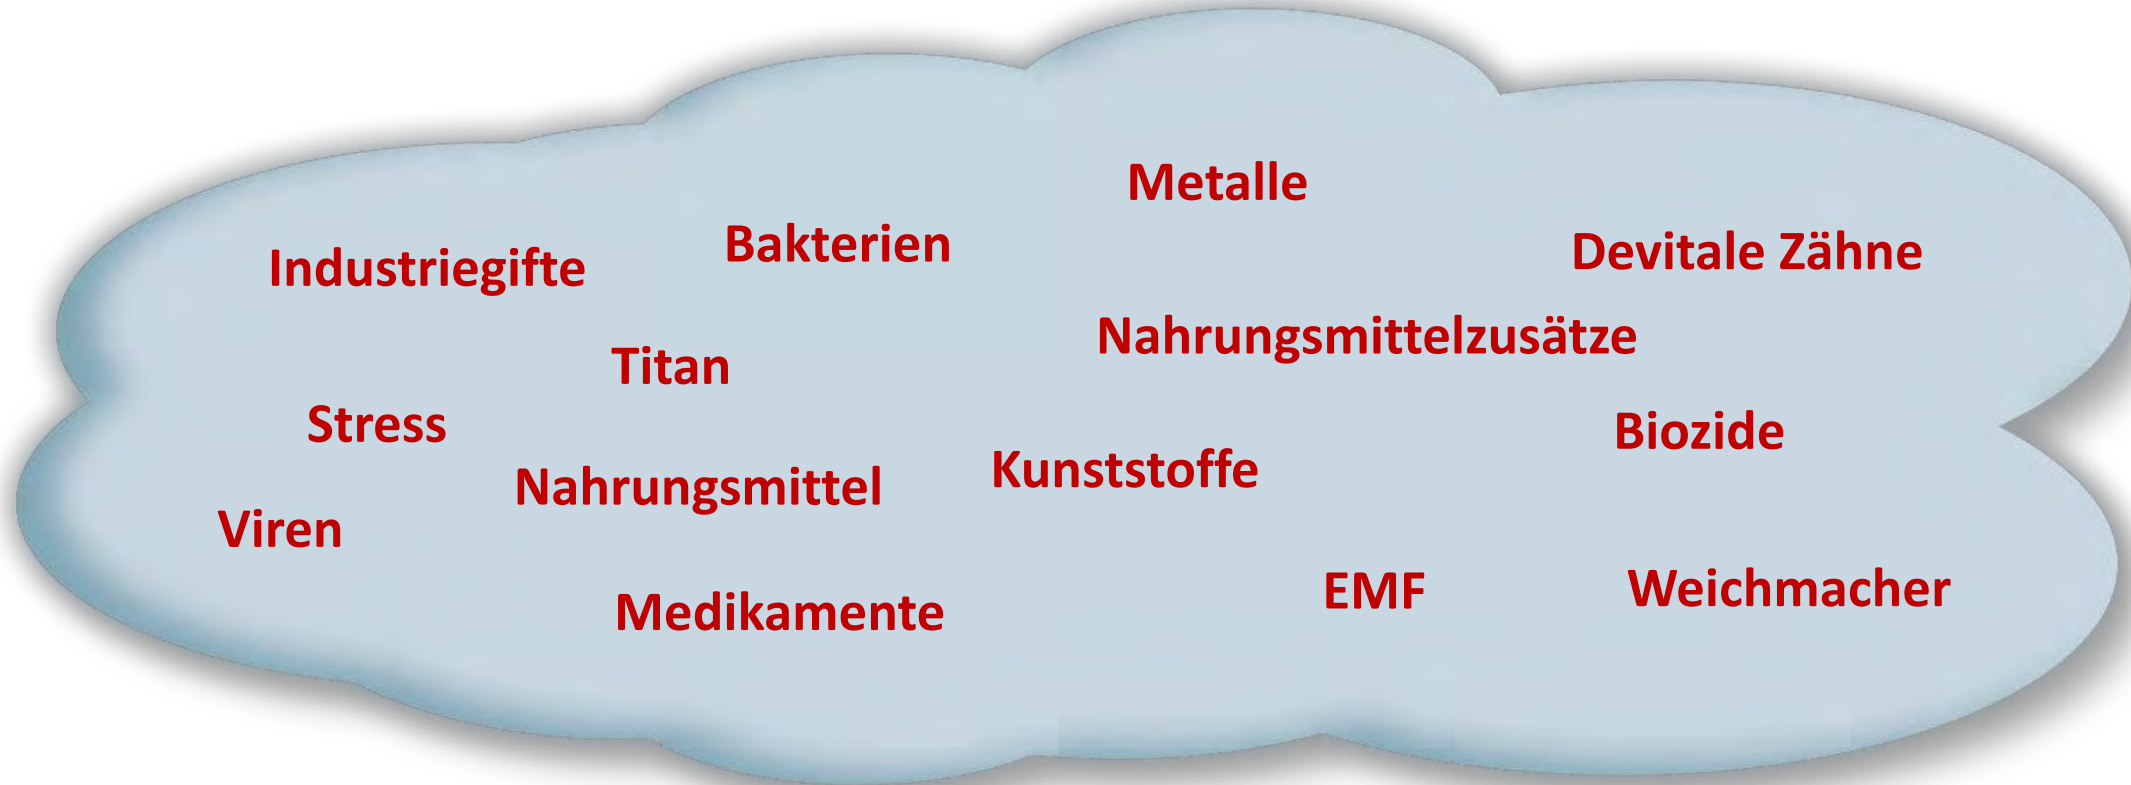 Metalle
Bakterien
Devitale Zähne
Industriegifte
Nahrungsmittelzusätze
Titan
Stress
Biozide
Kunststoffe
Nahrungsmittel
Viren
EMF
Weichmacher
Medikamente